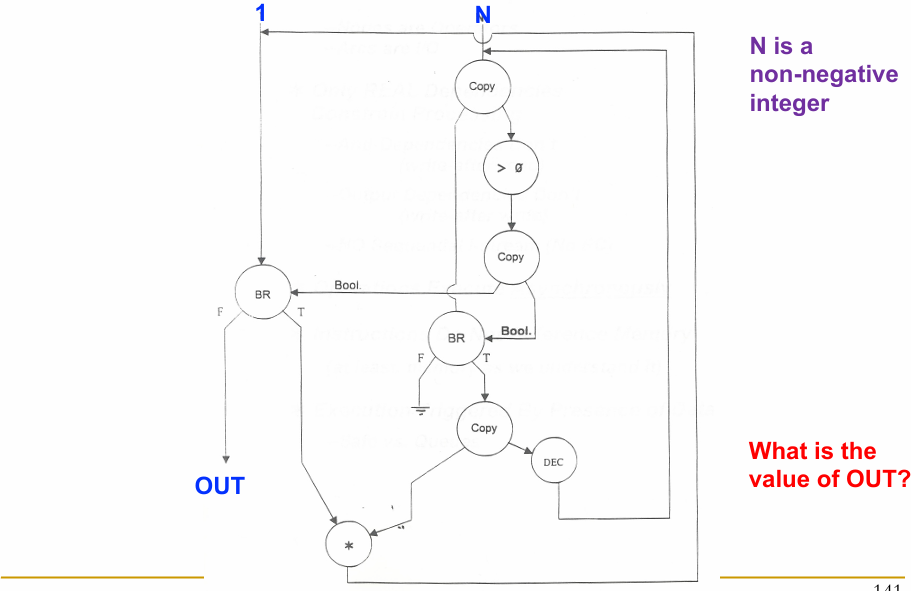 1
N
N is a
non-negative
integer
Copy
> 0
Copy
Bool.
BR
F
T
Bool.
BR
F
T
Copy
DEC
What is the
value of OUT?
OUT
*
141